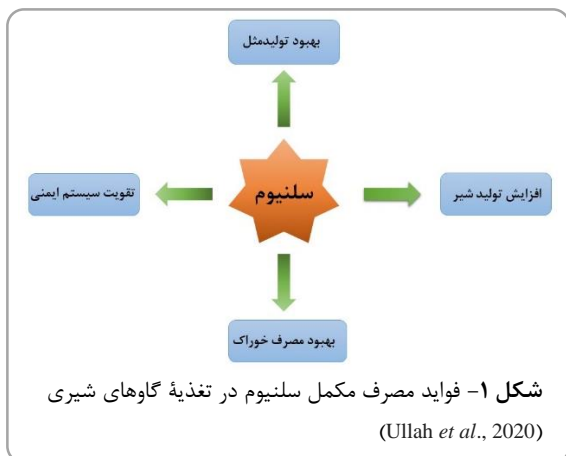 بهبود تولیدمثل
تقویت سیستم ایمنی
سلنیوم
افزایش تولید شیر
بهبود مصرف خوراک
شکل ۱- فواید مصرف مکمل سلنیوم در تغذیۀ گاوهای شیری
(Ullah et al., 2020)